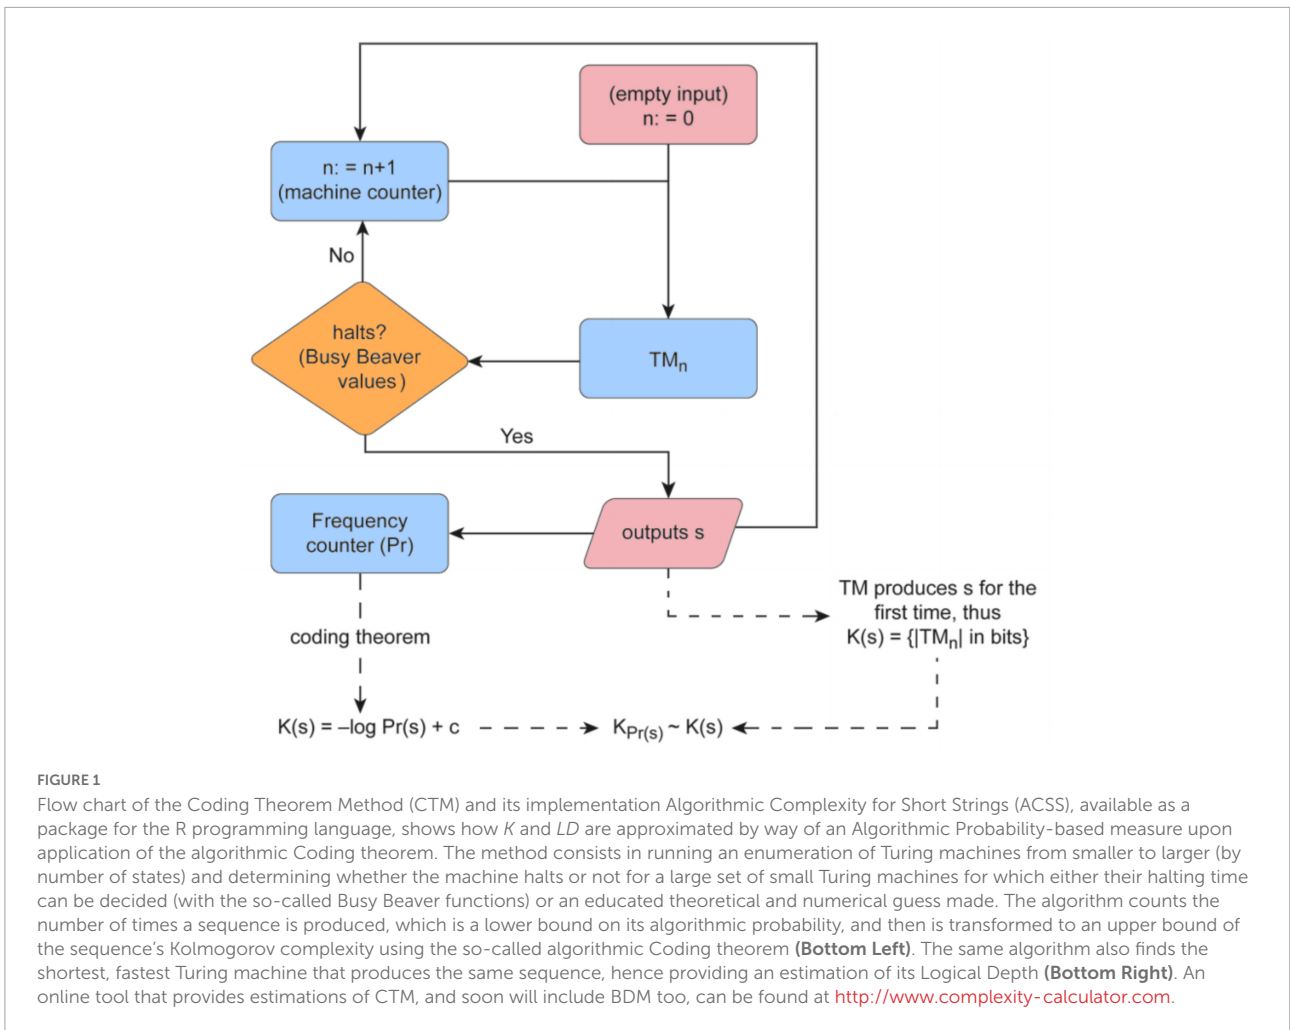 (empty input)
n: = 0
n: = n+1
(machine counter)
No
halts?
(Busy Beaver
values)
TMn
Yes
Frequency
counter (Pr)
outputs s
TM produces s for the
first time, thus
K(s) = {|TMn| in bits}
coding theorem
K(s) = –log Pr(s) + c
KPr(s) ~ K(s)
FIGURE 1
Flow chart of the Coding Theorem Method (CTM) and its implementation Algorithmic Complexity for Short Strings (ACSS), available as a
package for the R programming language, shows how K and LD are approximated by way of an Algorithmic Probability-based measure upon
application of the algorithmic Coding theorem. The method consists in running an enumeration of Turing machines from smaller to larger (by
number of states) and determining whether the machine halts or not for a large set of small Turing machines for which either their halting time
can be decided (with the so-called Busy Beaver functions) or an educated theoretical and numerical guess made. The algorithm counts the
number of times a sequence is produced, which is a lower bound on its algorithmic probability, and then is transformed to an upper bound of
the sequence's Kolmogorov complexity using the so-called algorithmic Coding theorem (Bottom Left). The same algorithm also finds the
shortest, fastest Turing machine that produces the same sequence, hence providing an estimation of its Logical Depth (Bottom Right). An
online tool that provides estimations of CTM, and soon will include BDM too, can be found at http://www.complexity-calculator.com.